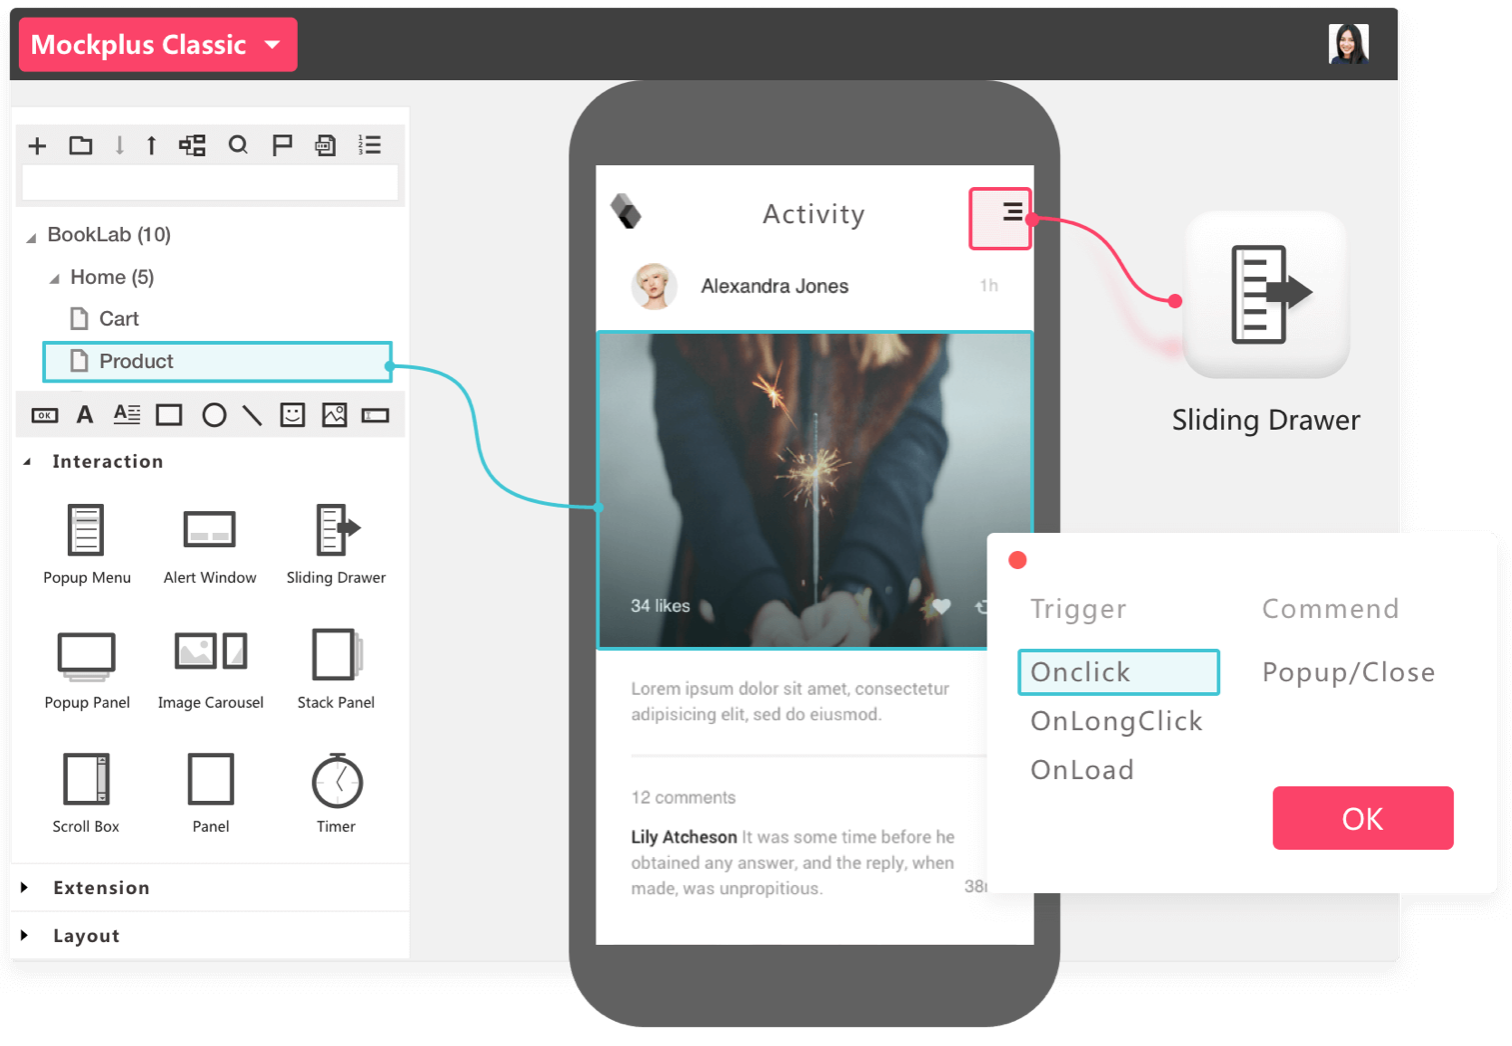 Mockplus Classic
BookLab (10)
Home (5)
Cart
Product
OK
A
A
Interaction
Popup Menu
Alert Window
Sliding Drawer
Popup Panel
Image Carousel
Stack Panel
Scroll Box
Panel
Timer
Extension
Layout
Activity
Alexandra Jones
1h
34 likes
Lorem ipsum dolor sit amet, consectetur
adipisicing elit, sed do eiusmod.
12 comments
Lily Atcheson It was some time before he
obtained any answer, and the reply, when
made, was unpropitious.
Sliding Drawer
Trigger
Commend
Onclick
Popup/Close
OnLongClick
OnLoad
OK